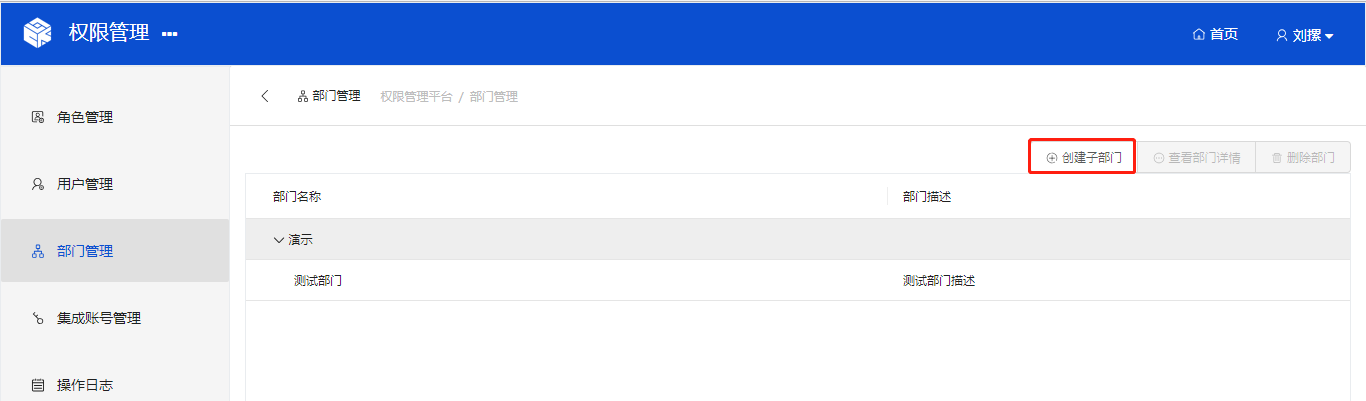 权限管理 ···
首页 刘摞
角色管理
用户管理
部门管理
集成账号管理
操作日志
部门管理 权限管理平台 / 部门管理
创建子部门 查看部门详情 删除部门
部门名称 部门描述
演示
测试部门 测试部门描述